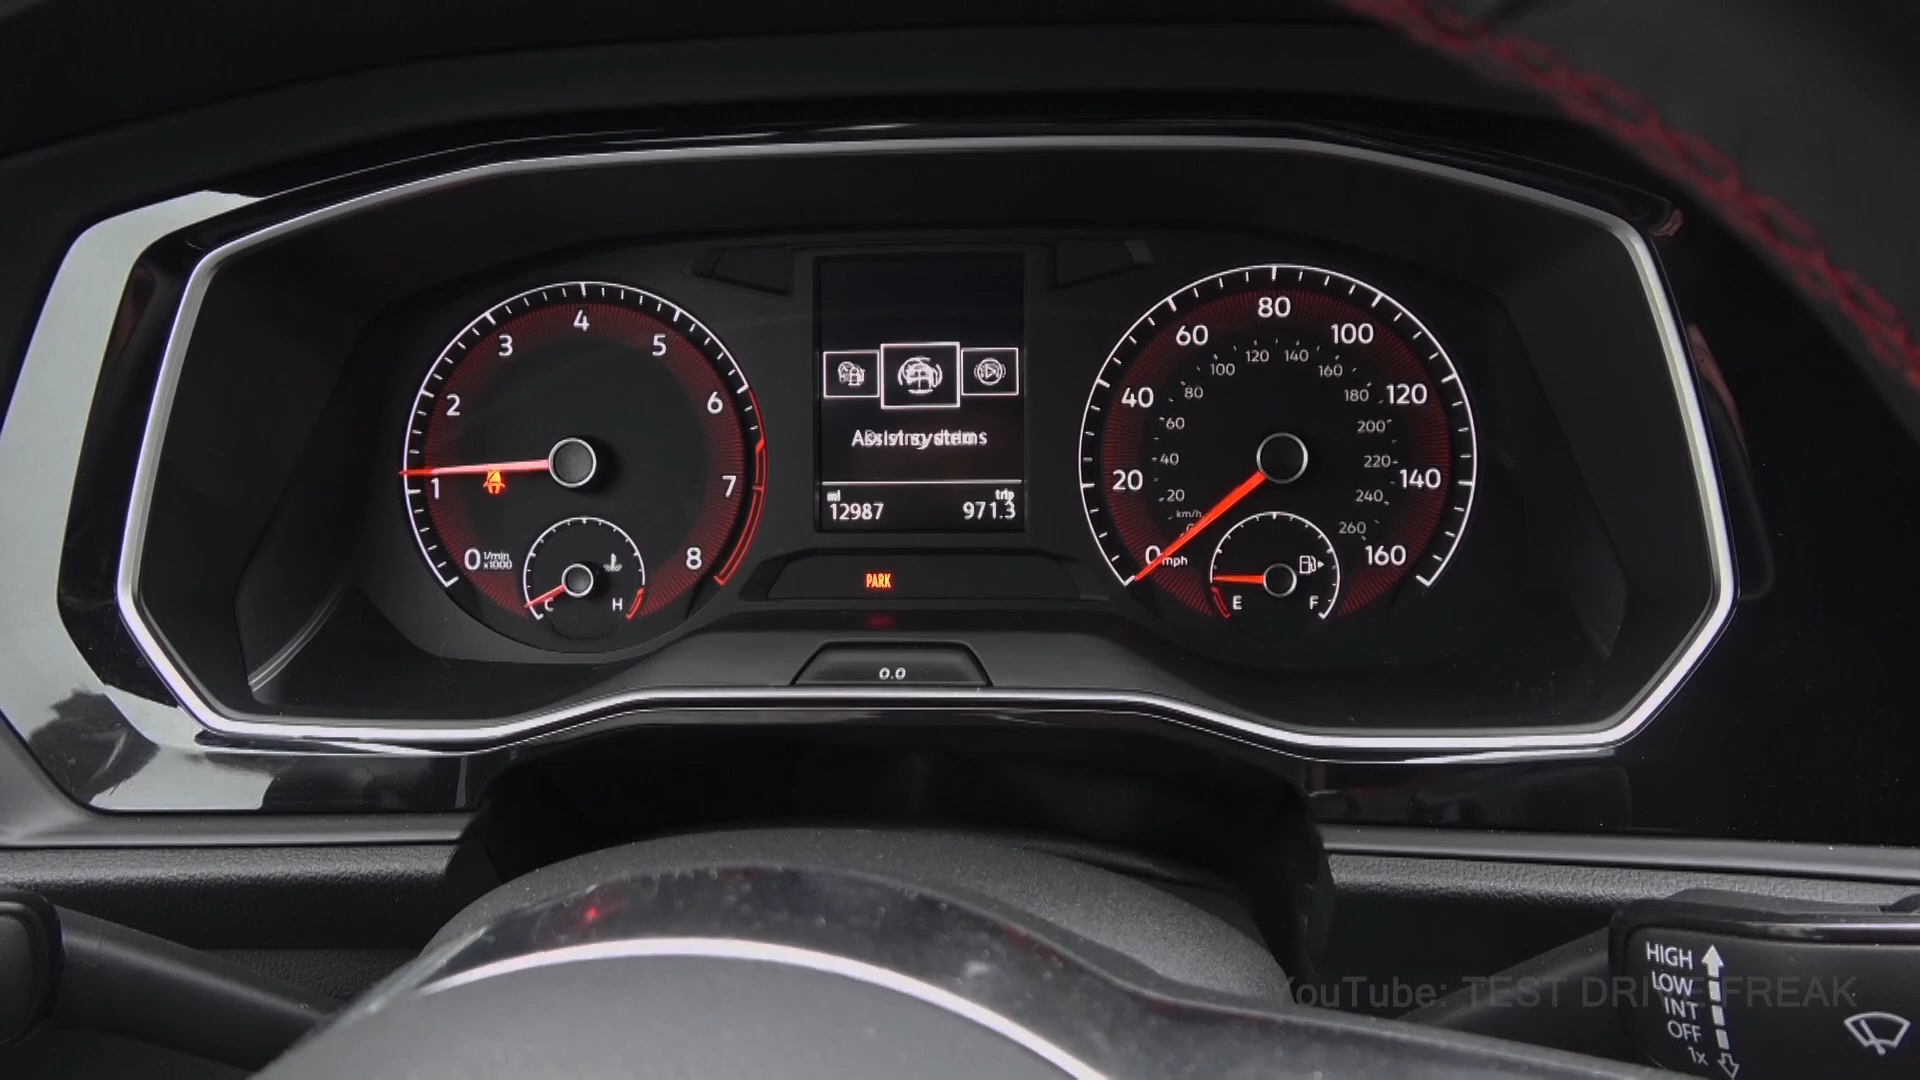 0 1 2 3 4 5 6 7 8
1/min
x1000
C H
mi trip
12987 971.3
PARK
0.0
0 20 40 60 80 100 120 140 160
mph
20 40 60 80 100 120 140 160 180 200 220 240 260
km/h
E F
HIGH
LOW
INT
OFF
1x
YouTube: TEST DRIVE FREAK